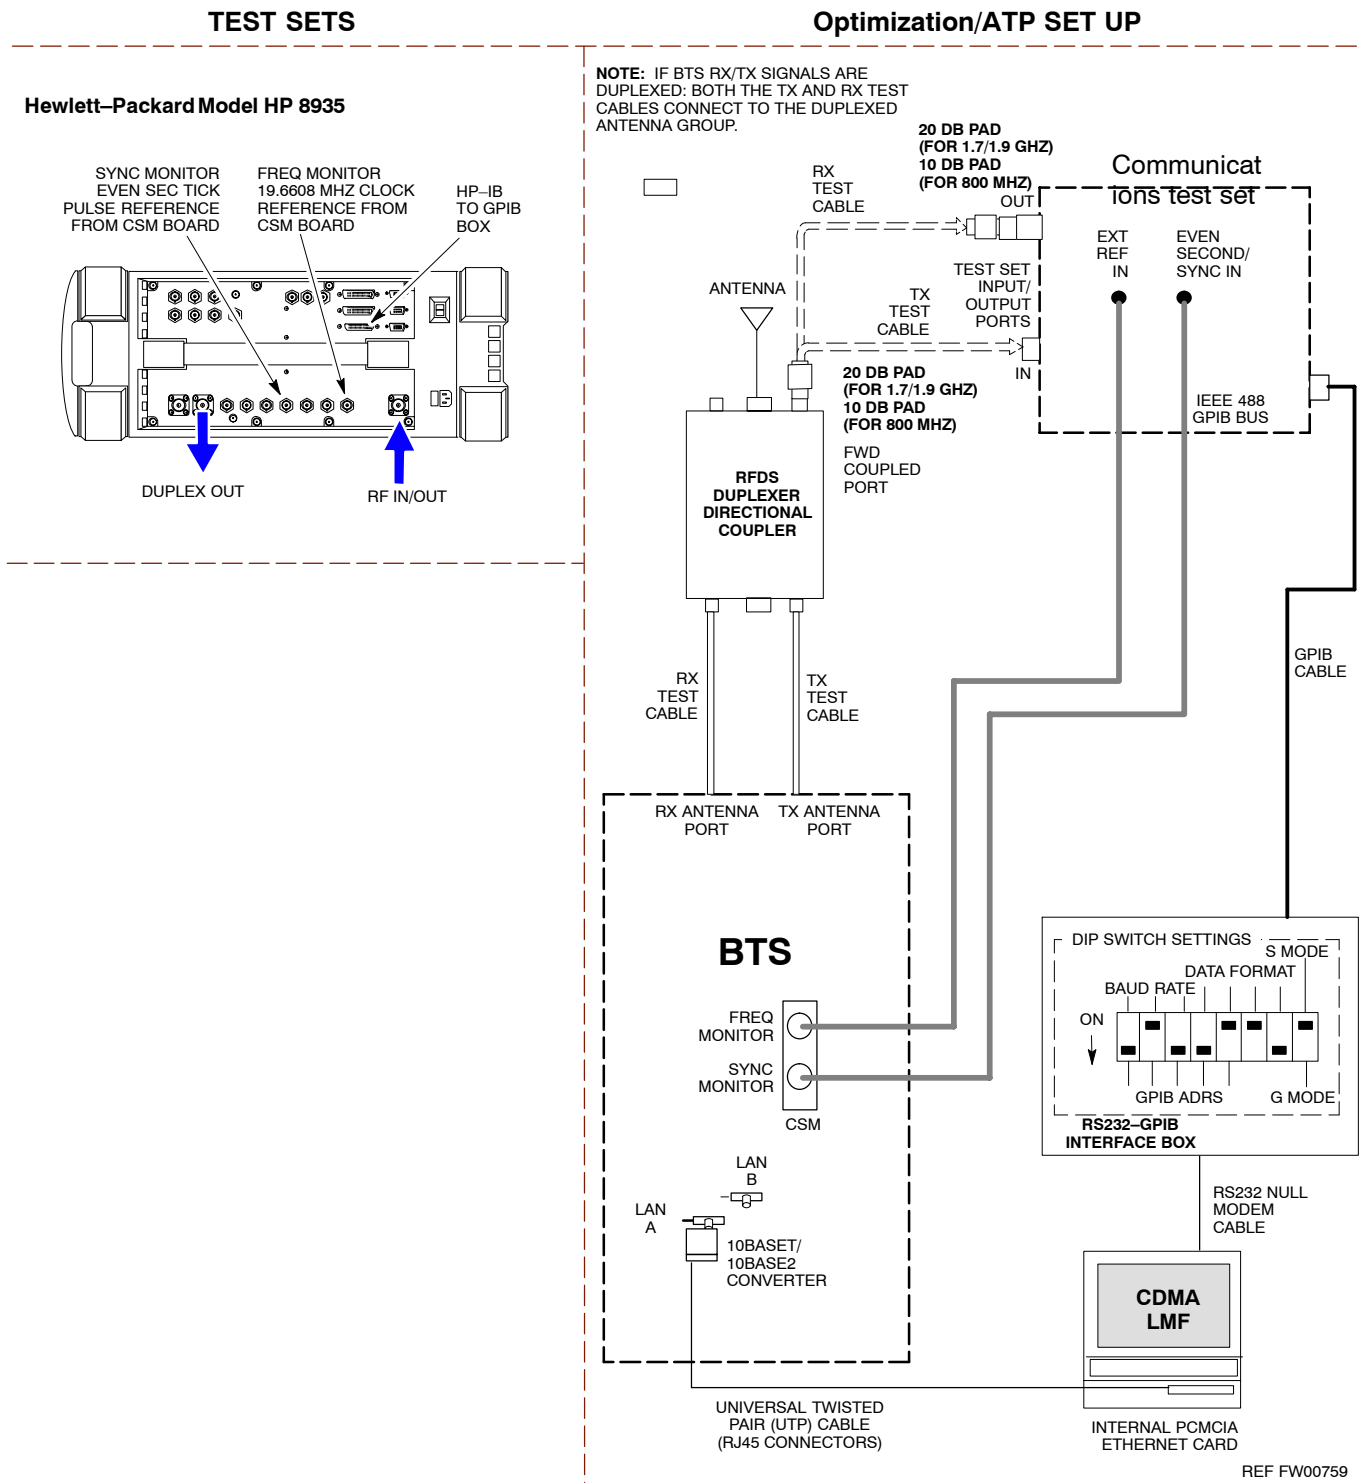 TEST SETS
Optimization/ATP SET UP
Hewlett–Packard Model HP 8935
SYNC MONITOR
EVEN SEC TICK
PULSE REFERENCE
FROM CSM BOARD
FREQ MONITOR
19.6608 MHZ CLOCK
REFERENCE FROM
CSM BOARD
HP–IB
TO GPIB
BOX
DUPLEX OUT
RF IN/OUT
NOTE: IF BTS RX/TX SIGNALS ARE
DUPLEXED: BOTH THE TX AND RX TEST
CABLES CONNECT TO THE DUPLEXED
ANTENNA GROUP.
20 DB PAD
(FOR 1.7/1.9 GHZ)
10 DB PAD
(FOR 800 MHZ)
RX
TEST
CABLE
OUT
Communicat
ions test set
EXT
REF
IN
EVEN
SECOND/
SYNC IN
TEST SET
INPUT/
OUTPUT
PORTS
ANTENNA
TX
TEST
CABLE
IN
20 DB PAD
(FOR 1.7/1.9 GHZ)
10 DB PAD
(FOR 800 MHZ)
IEEE 488
GPIB BUS
FWD
COUPLED
PORT
RFDS
DUPLEXER
DIRECTIONAL
COUPLER
RX
TEST
CABLE
TX
TEST
CABLE
GPIB
CABLE
RX ANTENNA
PORT
TX ANTENNA
PORT
BTS
FREQ
MONITOR
SYNC
MONITOR
CSM
DIP SWITCH SETTINGS
S MODE
DATA FORMAT
BAUD RATE
ON
GPIB ADRS
G MODE
RS232–GPIB
INTERFACE BOX
LAN
B
LAN
A
10BASET/
10BASE2
CONVERTER
RS232 NULL
MODEM
CABLE
CDMA
LMF
UNIVERSAL TWISTED
PAIR (UTP) CABLE
(RJ45 CONNECTORS)
INTERNAL PCMCIA
ETHERNET CARD
REF FW00759